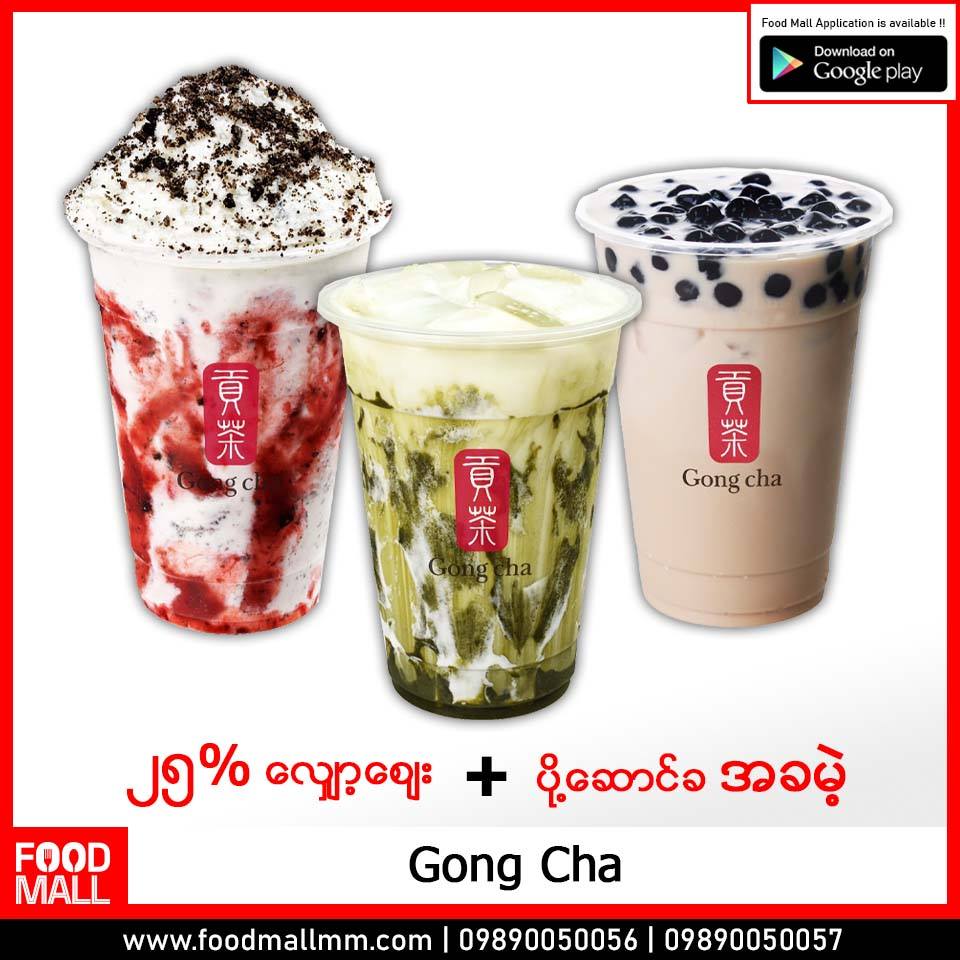 Food Mall Application is available !!
Download on
Google play
貢茶
Gong cha
貢茶
Gong cha
貢茶
Gong cha
၂၅% လျှော့ဈေး + ပို့ဆောင်ခ အခမဲ့
FOOD
MALL
Gong Cha
www.foodmallmm.com | 09890050056 | 09890050057